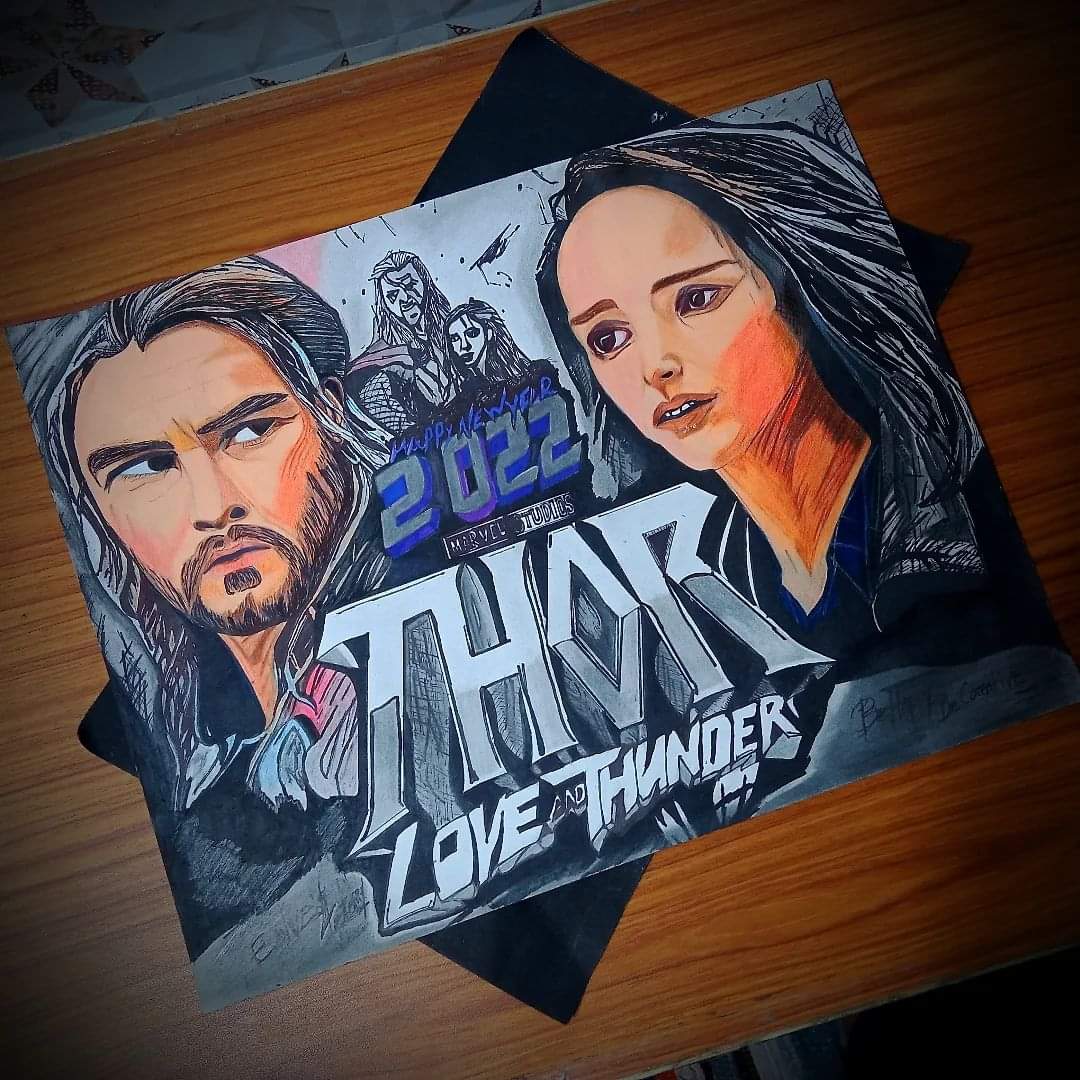 HAPPY NEW YEAR
2022
MARVEL STUDIOS
THOR
LOVE AND THUNDER